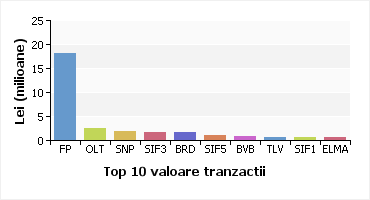 Lei (milioane)
25
20
15
10
5
0
FP OLT SNP SIF3 BRD SIF5 BVB TLV SIF1 ELMA
Top 10 valoare tranzactii